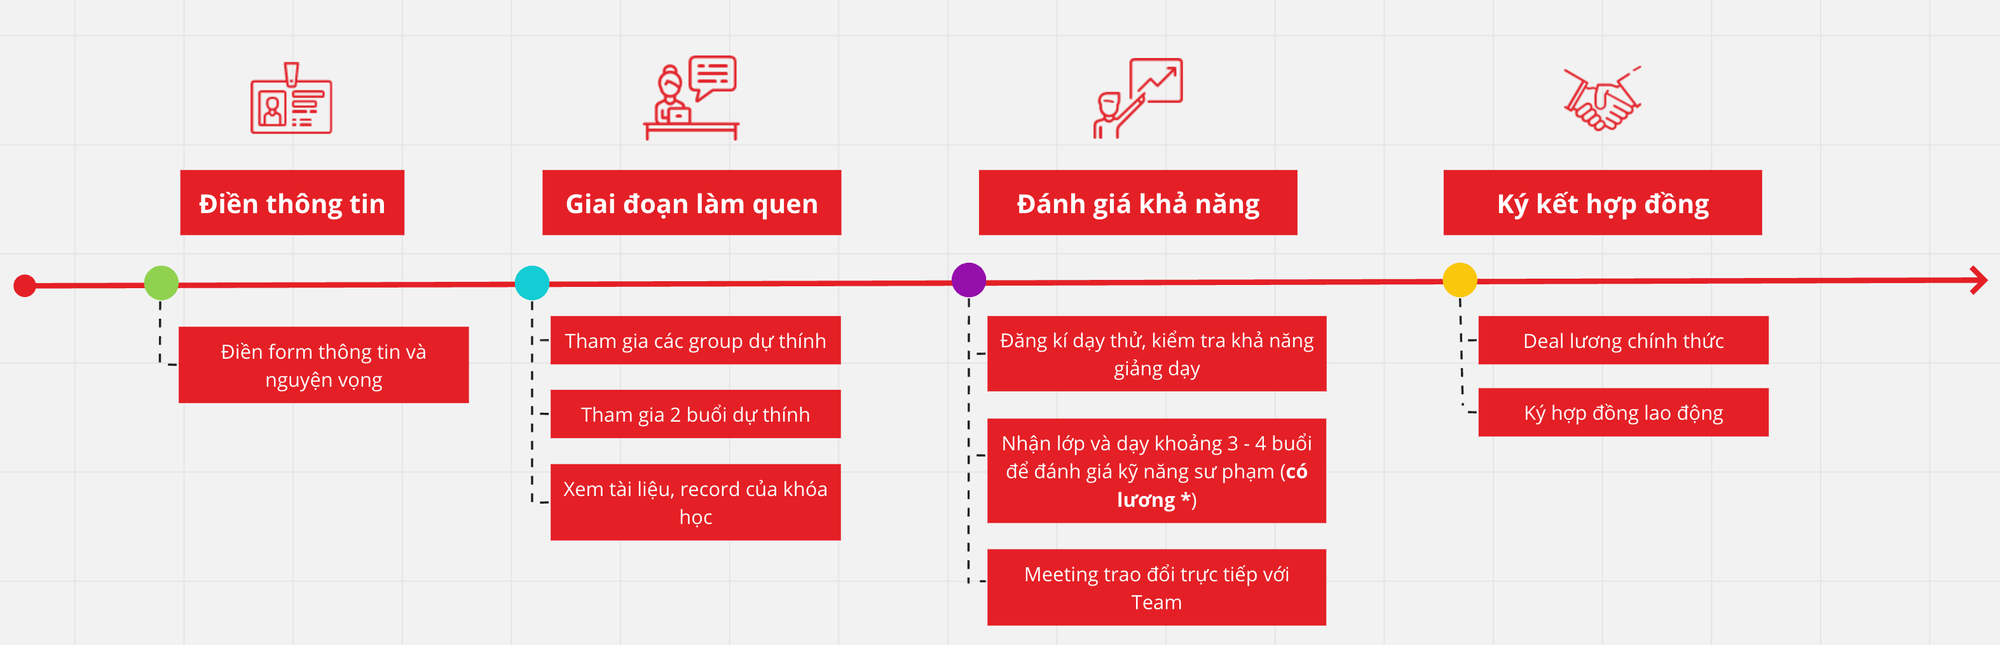 Điền thông tin
Giai đoạn làm quen
Đánh giá khả năng
Ký kết hợp đồng
Điền form thông tin và
nguyện vọng
Tham gia các group dự thính
Tham gia 2 buổi dự thính
Xem tài liệu, record của khóa
học
Đăng kí dạy thử, kiểm tra khả năng
giảng dạy
Nhận lớp và dạy khoảng 3 - 4 buổi
để đánh giá kỹ năng sư phạm (có
lương *)
Meeting trao đổi trực tiếp với
Team
Deal lương chính thức
Ký hợp đồng lao động